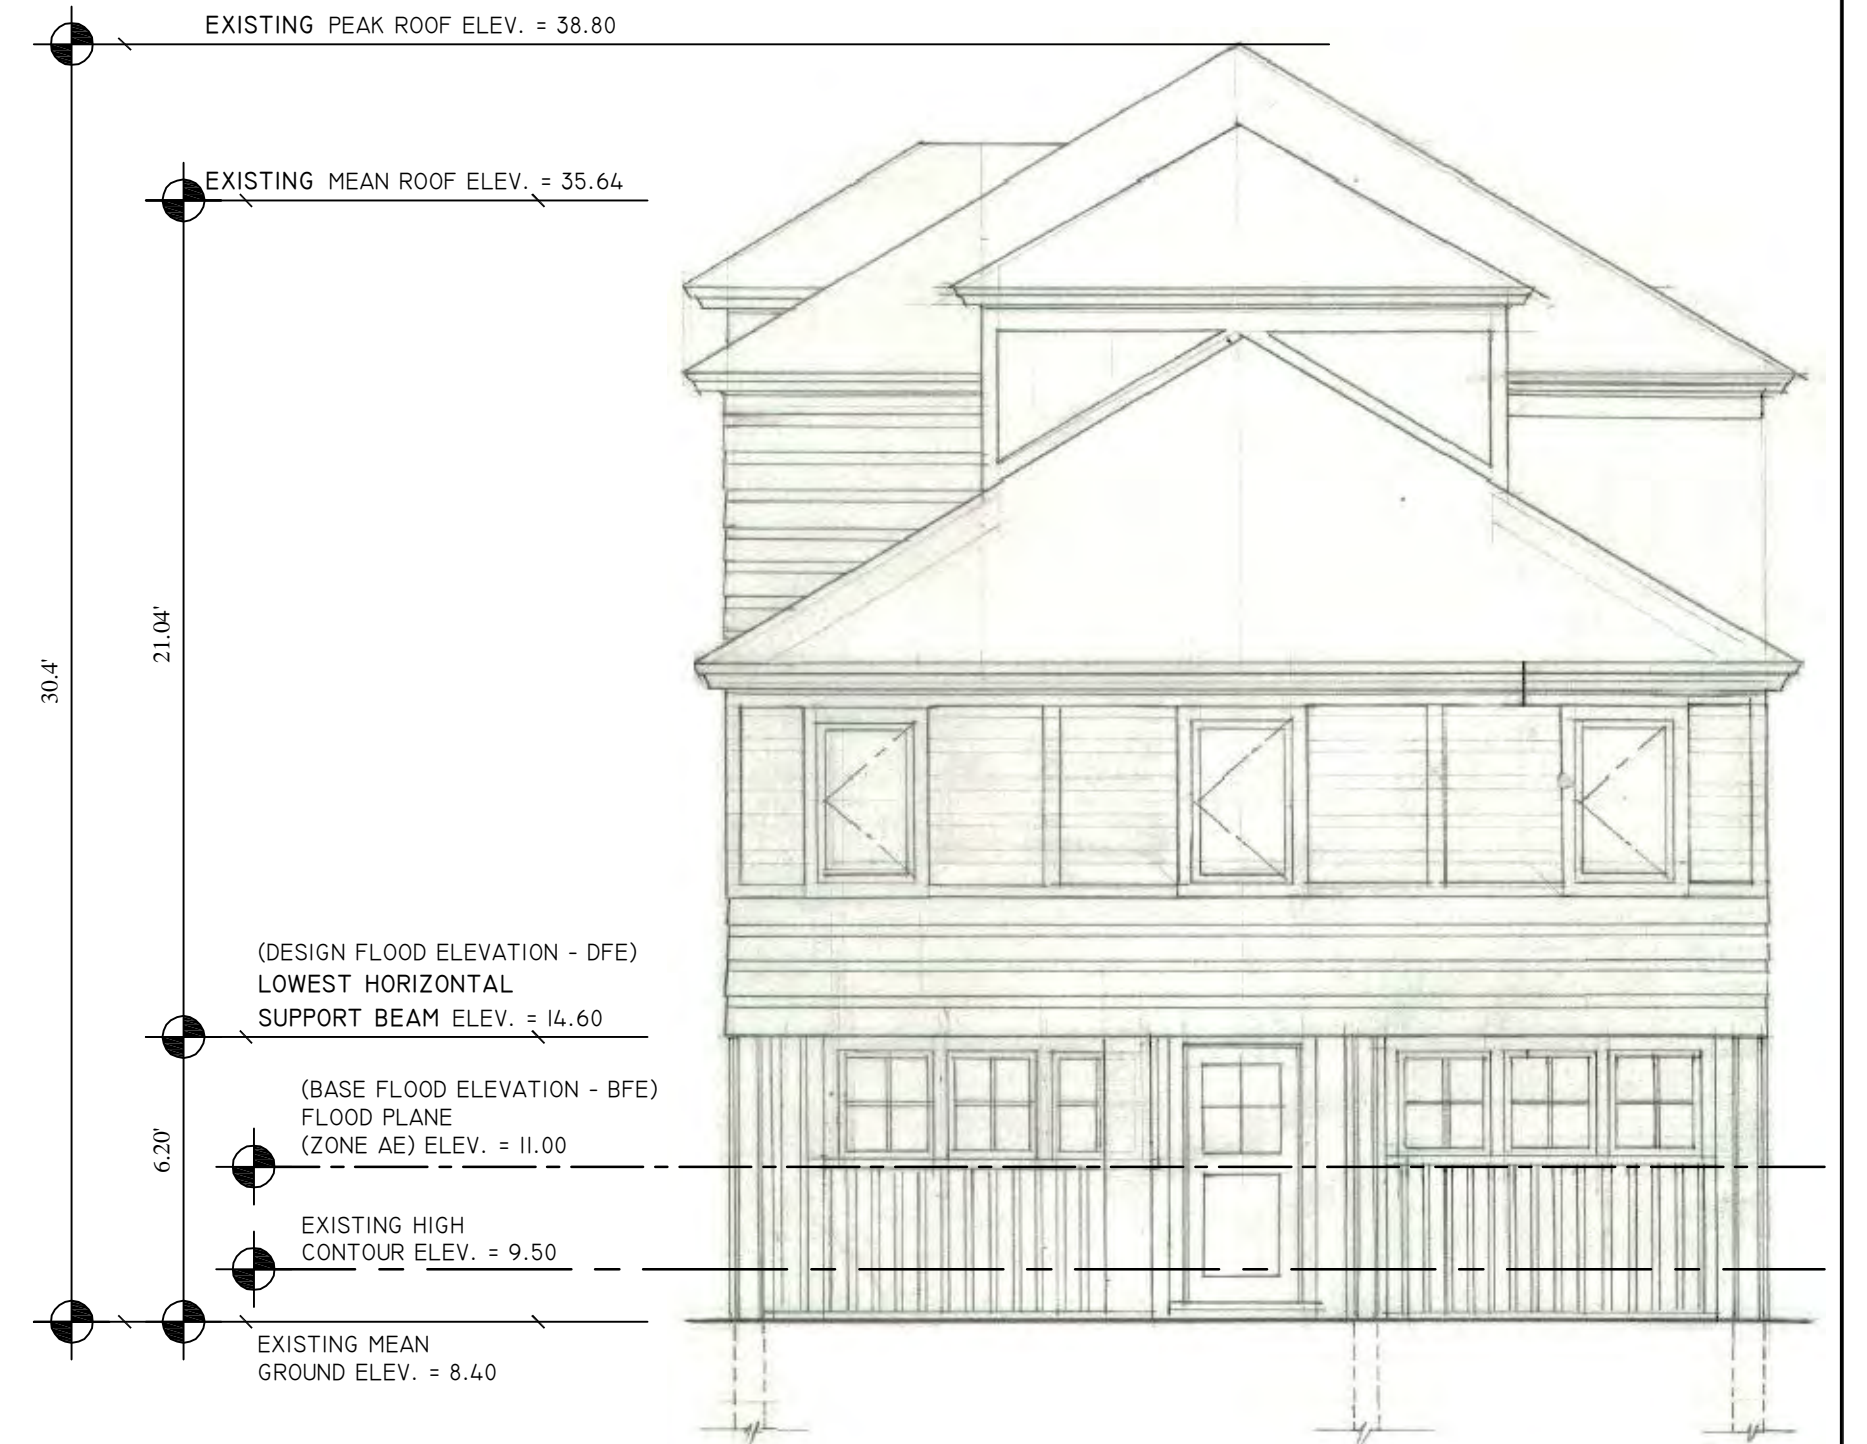 EXISTING PEAK ROOF ELEV. = 38.80
EXISTING MEAN ROOF ELEV. = 35.64
21.04'
30.4'
(DESIGN FLOOD ELEVATION - DFE)
LOWEST HORIZONTAL
SUPPORT BEAM ELEV. = 14.60
(BASE FLOOD ELEVATION - BFE)
FLOOD PLANE
(ZONE AE) ELEV. = 11.00
6.20'
EXISTING HIGH
CONTOUR ELEV. = 9.50
EXISTING MEAN
GROUND ELEV. = 8.40